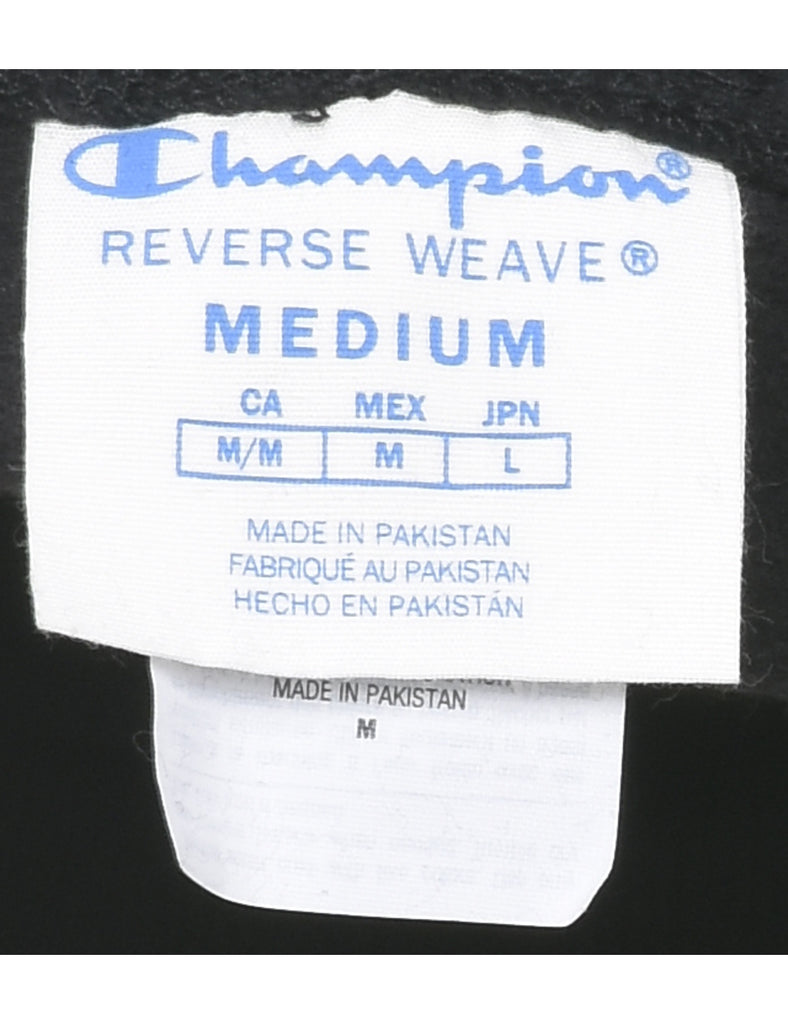 Champion®
REVERSE WEAVE®
MEDIUM
CA MEX JPN
M/M M L
MADE IN PAKISTAN
FABRIQUÉ AU PAKISTAN
HECHO EN PAKISTÁN
MADE IN PAKISTAN
M